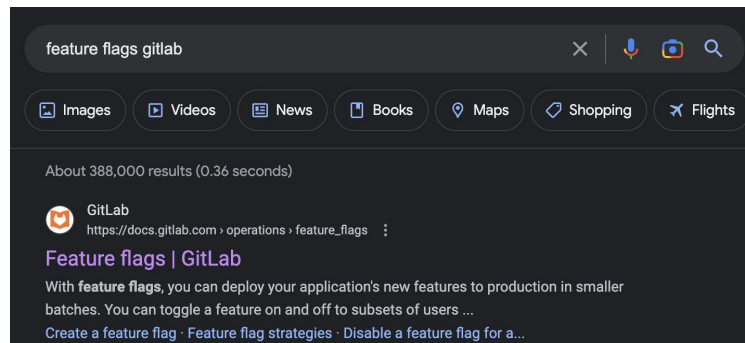 feature flags gitlab
Images Videos News Books Maps Shopping Flights
About 388,000 results (0.36 seconds)
GitLab
https://docs.gitlab.com › operations › feature_flags
Feature flags | GitLab
With feature flags, you can deploy your application's new features to production in smaller
batches. You can toggle a feature on and off to subsets of users ...
Create a feature flag · Feature flag strategies · Disable a feature flag for a...